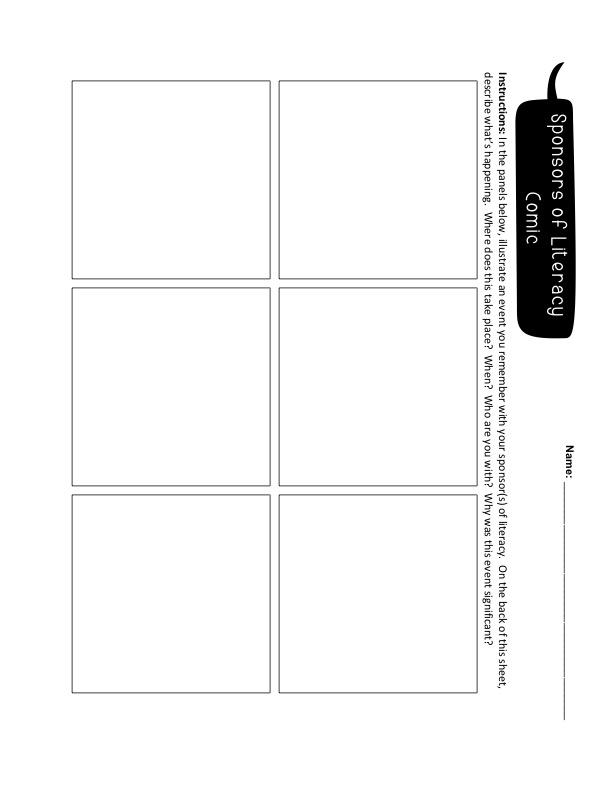 Sponsors of Literacy
Comic
Name: ___________________________
Instructions: In the panels below, illustrate an event you remember with your sponsor(s) of literacy. On the back of this sheet,
describe what's happening. Where does this take place? When? Who are you with? Why was this event significant?